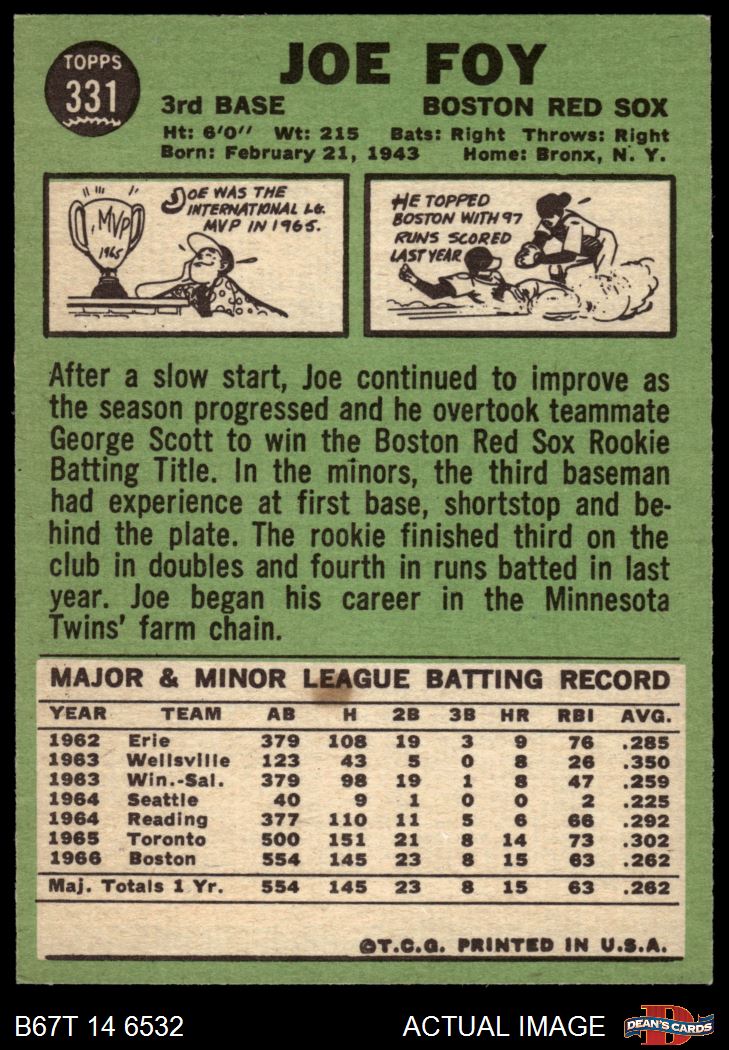 TOPPS
331
JOE FOY
3rd BASE BOSTON RED SOX
Ht: 6'0" Wt: 215 Bats: Right Throws: Right
Born: February 21, 1943 Home: Bronx, N. Y.
MVP
1965
JOE WAS THE
INTERNATIONAL LG.
MVP IN 1965.
HE TOPPED
BOSTON WITH 97
RUNS SCORED
LAST YEAR
After a slow start, Joe continued to improve as
the season progressed and he overtook teammate
George Scott to win the Boston Red Sox Rookie
Batting Title. In the minors, the third baseman
had experience at first base, shortstop and be-
hind the plate. The rookie finished third on the
club in doubles and fourth in runs batted in last
year. Joe began his career in the Minnesota
Twins' farm chain.
MAJOR & MINOR LEAGUE BATTING RECORD
YEAR TEAM AB H 2B 3B HR RBI AVG.
1962 Erie 379 108 19 3 9 76 .285
1963 Wellsville 123 43 5 0 8 26 .350
1963 Win.-Sal. 379 98 19 1 8 47 .259
1964 Seattle 40 9 1 0 0 2 .225
1964 Reading 377 110 11 5 6 66 .292
1965 Toronto 500 151 21 8 14 73 .302
1966 Boston 554 145 23 8 15 63 .262
Maj. Totals 1 Yr. 554 145 23 8 15 63 .262
©T.C.G. PRINTED IN U.S.A.
B67T 14 6532 ACTUAL IMAGE
D
DEAN'S CARDS